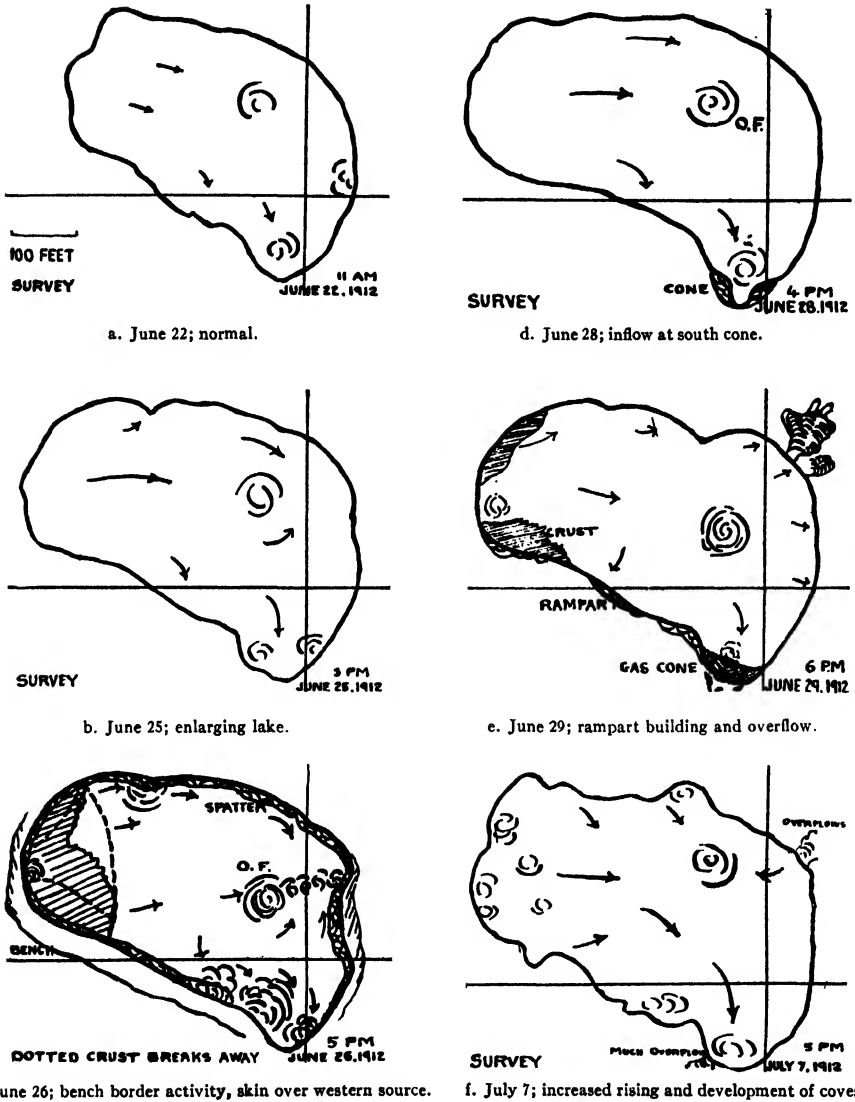 100 FEET
SURVEY
11 AM
JUNE 22, 1912
a. June 22; normal.
O.F.
CONE
SURVEY
4 PM
JUNE 28, 1912
d. June 28; inflow at south cone.
SURVEY
3 PM
JUNE 25, 1912
b. June 25; enlarging lake.
CRUST
RAMPART
GAS CONE
6 P.M
JUNE 29, 1912
e. June 29; rampart building and overflow.
SPATTER
O.F.
BENCH
DOTTED CRUST BREAKS AWAY
5 PM
JUNE 26, 1912
une 26; bench border activity, skin over western source.
OVERFLOWS
MUCH OVERFLOW
SURVEY
5 PM
JULY 7, 1912
f. July 7; increased rising and development of cove